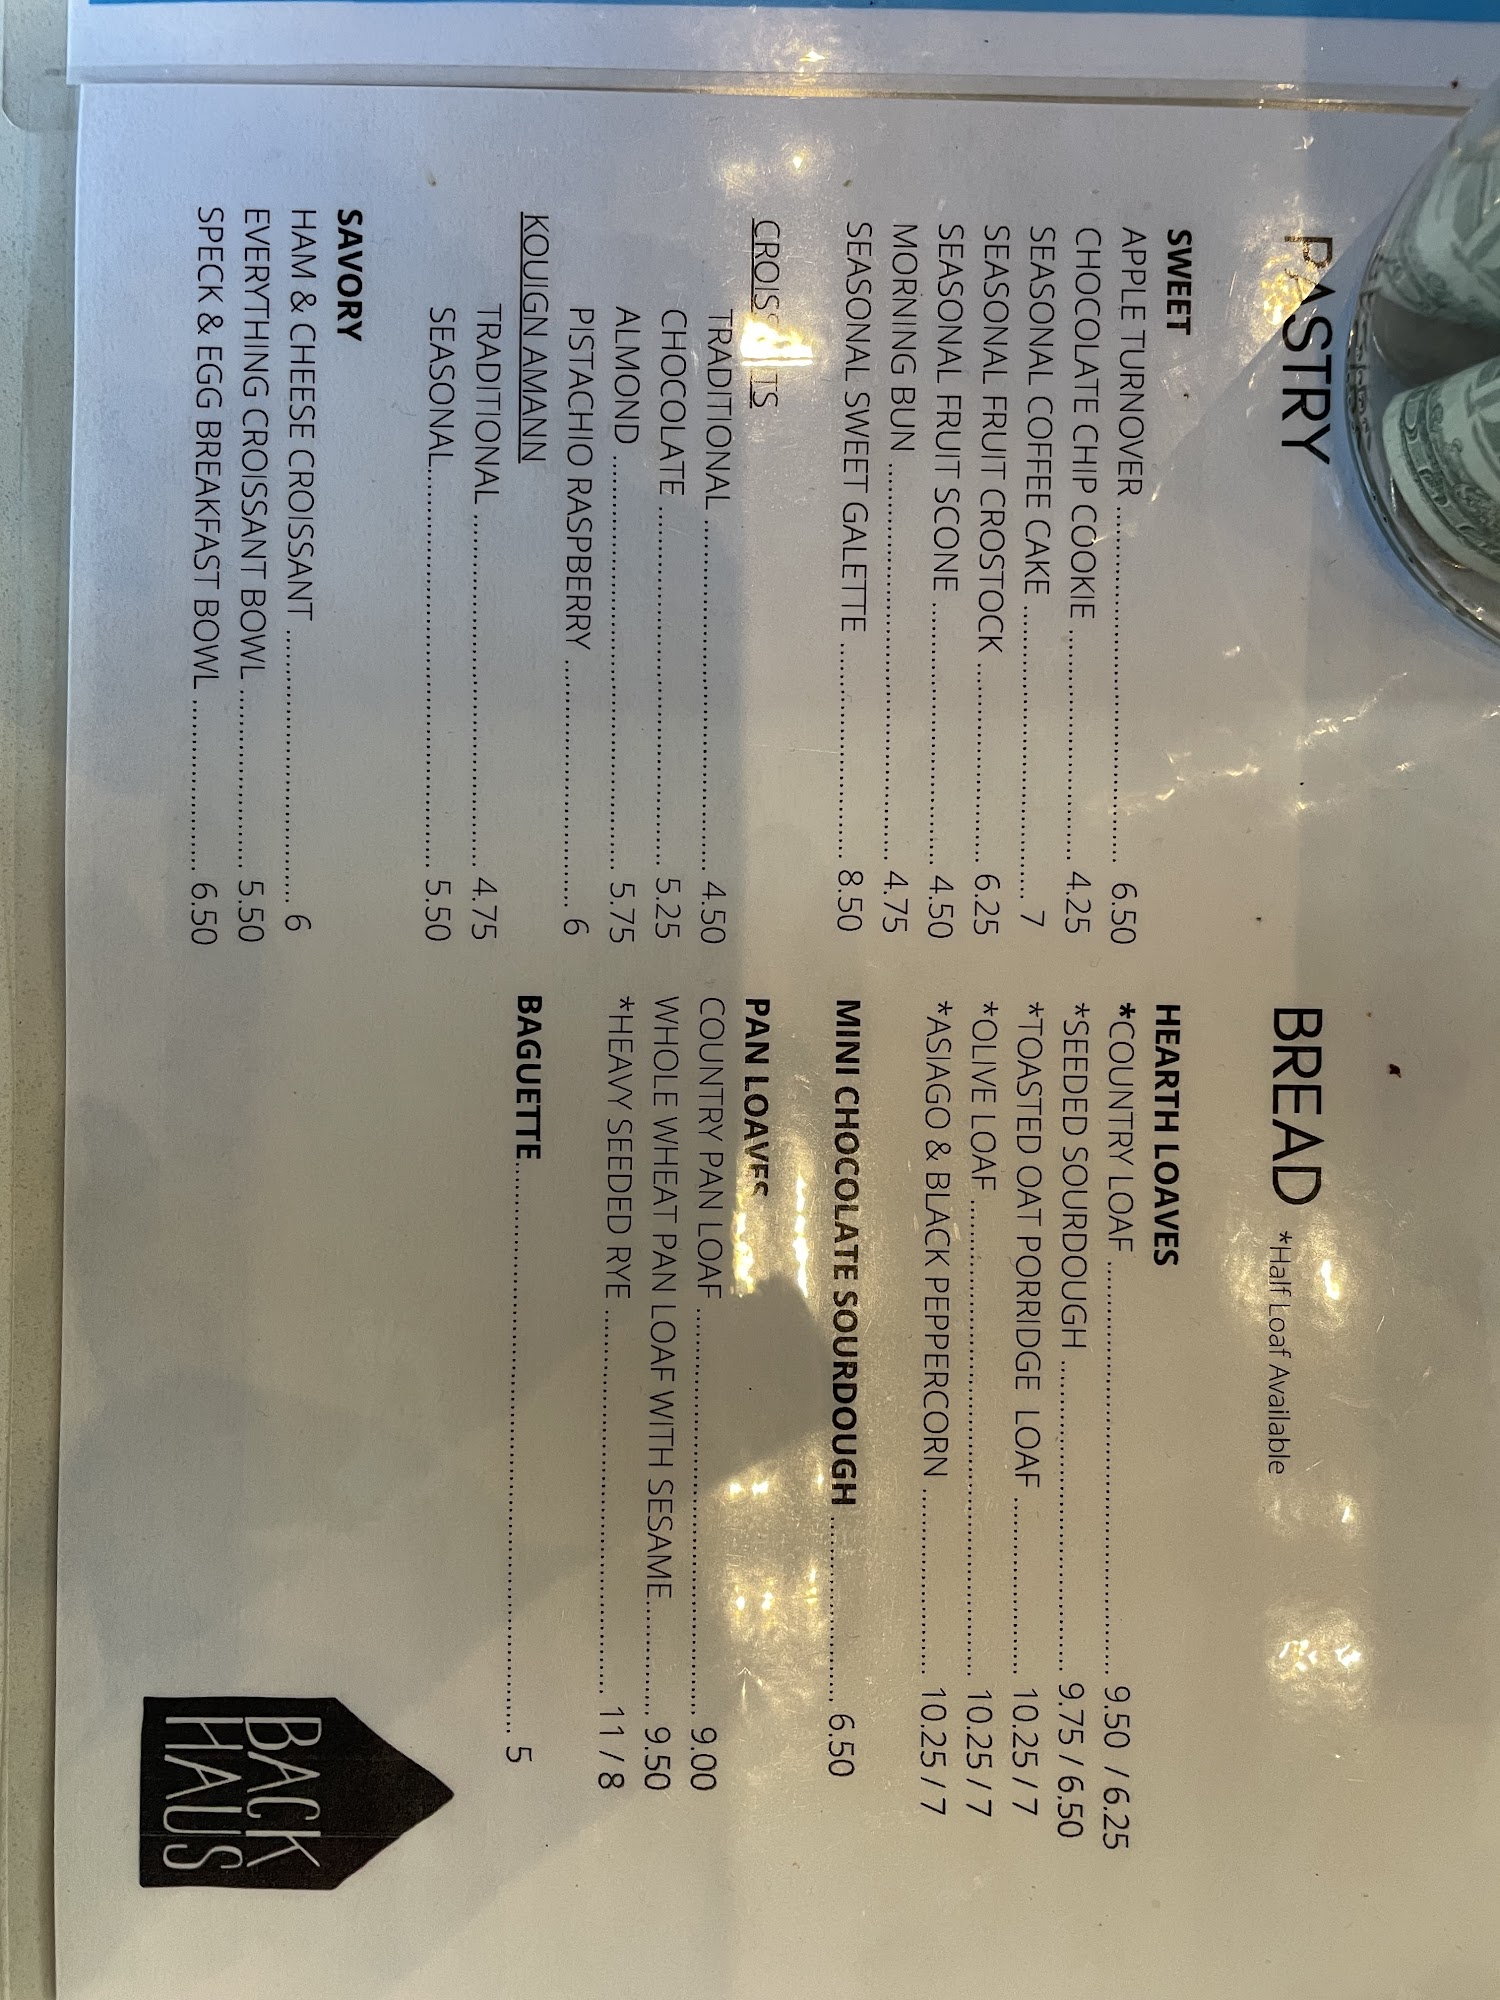 PASTRY
SWEET
APPLE TURNOVER ........ 6.50
CHOCOLATE CHIP COOKIE ........ 4.25
SEASONAL COFFEE CAKE ........ 7
SEASONAL FRUIT CROSTOCK ........ 6.25
SEASONAL FRUIT SCONE ........ 4.50
MORNING BUN ........ 4.75
SEASONAL SWEET GALETTE ........ 8.50
TRADITIONAL ........ 4.50
CHOCOLATE ........ 5.25
ALMOND ........ 5.75
PISTACHIO RASPBERRY ........ 6
KOUIGN AMANN
TRADITIONAL ........ 4.75
SEASONAL ........ 5.50
SAVORY
HAM & CHEESE CROISSANT ........ 6
EVERYTHING CROISSANT BOWL ........ 5.50
SPECK & EGG BREAKFAST BOWL ........ 6.50
BREAD *Half Loaf Available
HEARTH LOAVES
*COUNTRY LOAF ........ 9.50 / 6.25
*SEEDED SOURDOUGH ........ 9.75 / 6.50
*TOASTED OAT PORRIDGE LOAF ........ 10.25 / 7
*OLIVE LOAF ........ 10.25 / 7
*ASIAGO & BLACK PEPPERCORN ........ 10.25 / 7
MINI CHOCOLATE SOURDOUGH ........ 6.50
PAN LOAVES
COUNTRY PAN LOAF ........ 9.00
WHOLE WHEAT PAN LOAF WITH SESAME ........ 9.50
*HEAVY SEEDED RYE ........ 11 / 8
BAGUETTE ........ 5
BACK
HAUS